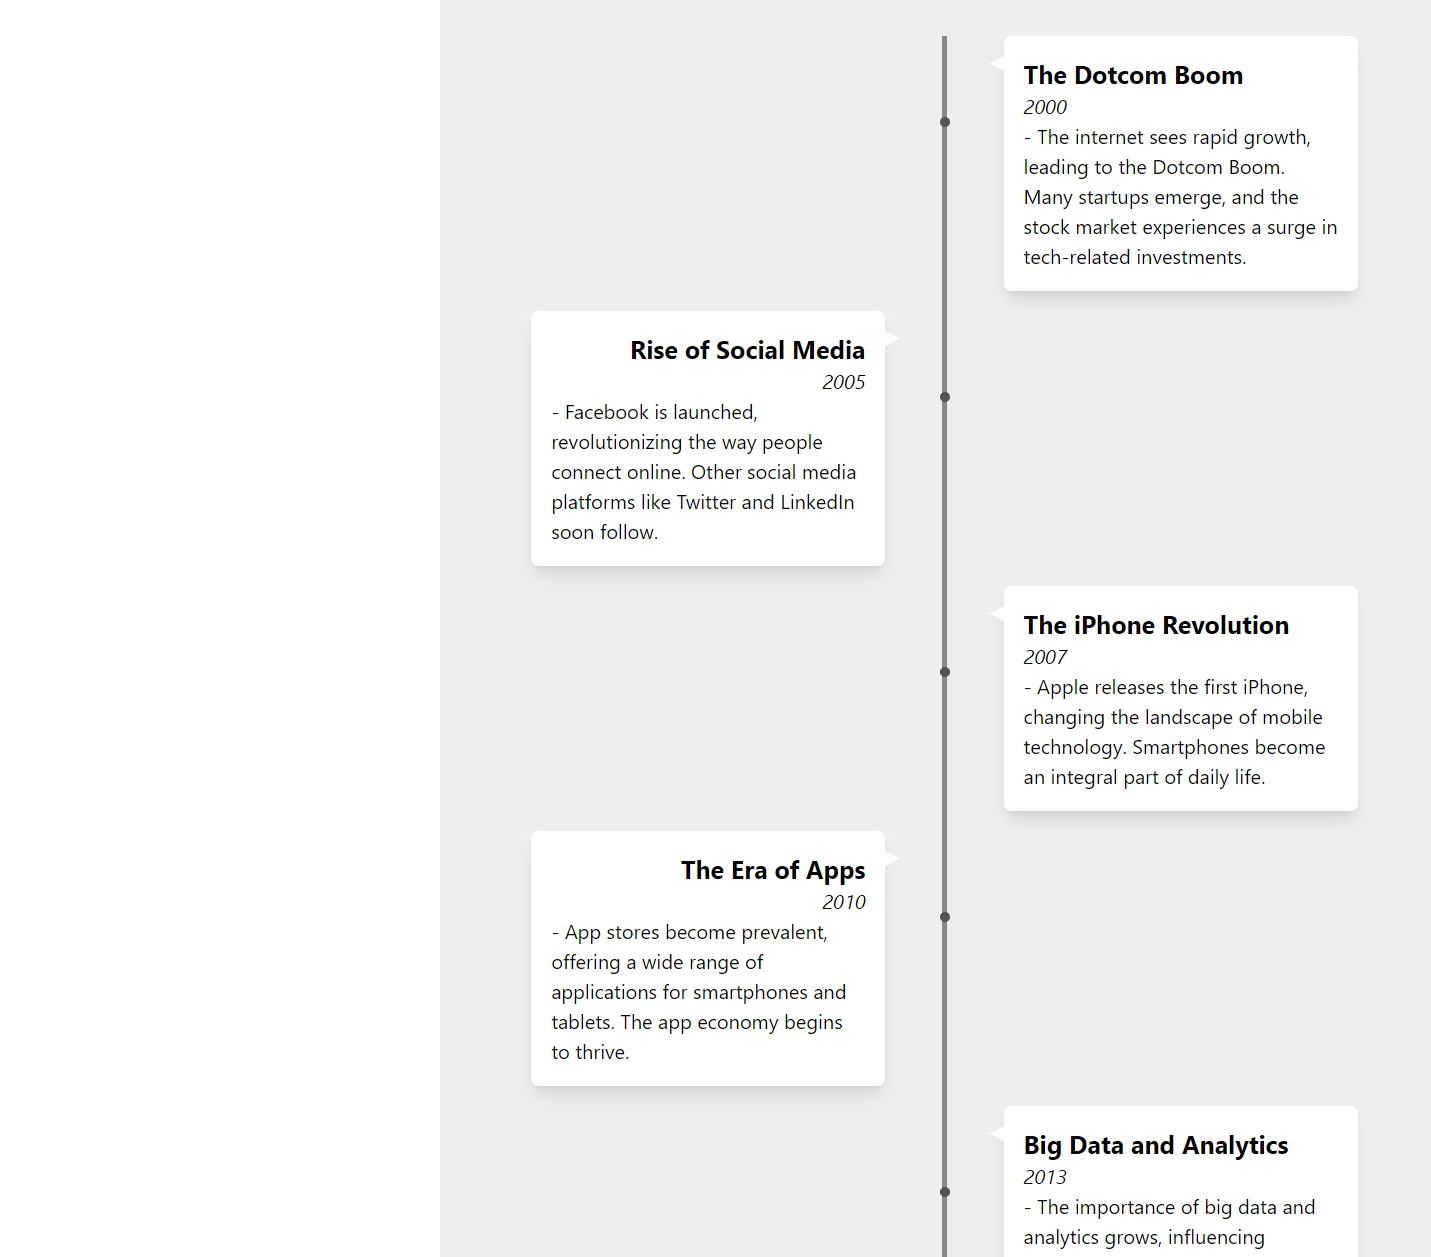 The Dotcom Boom
2000
- The internet sees rapid growth,
leading to the Dotcom Boom.
Many startups emerge, and the
stock market experiences a surge in
tech-related investments.
Rise of Social Media
2005
- Facebook is launched,
revolutionizing the way people
connect online. Other social media
platforms like Twitter and LinkedIn
soon follow.
The iPhone Revolution
2007
- Apple releases the first iPhone,
changing the landscape of mobile
technology. Smartphones become
an integral part of daily life.
The Era of Apps
2010
- App stores become prevalent,
offering a wide range of
applications for smartphones and
tablets. The app economy begins
to thrive.
Big Data and Analytics
2013
- The importance of big data and
analytics grows, influencing